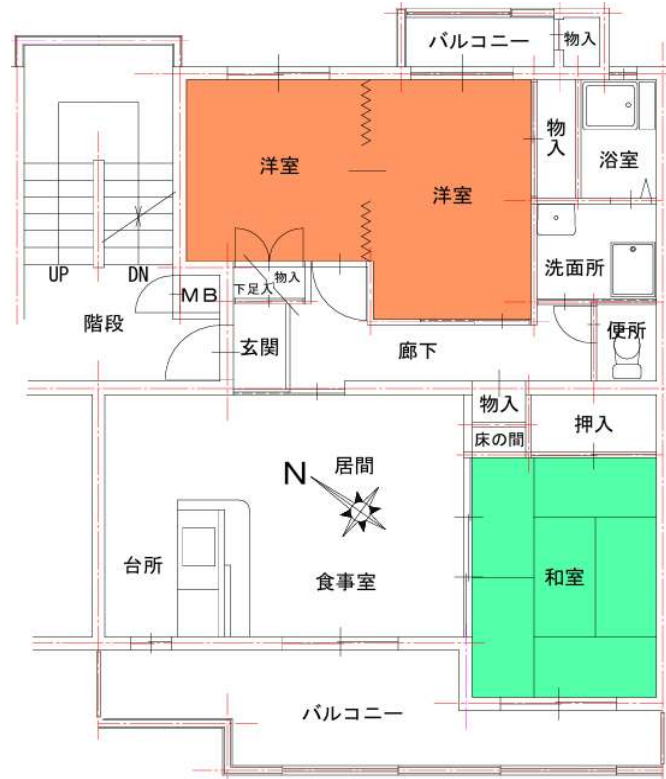 バルコニー
物入
物入
浴室
洋室
洋室
洗面所
UP
DN
MB
下足入
物入
階段
玄関
廊下
便所
物入
押入
床の間
居間
N
台所
食事室
和室
バルコニー